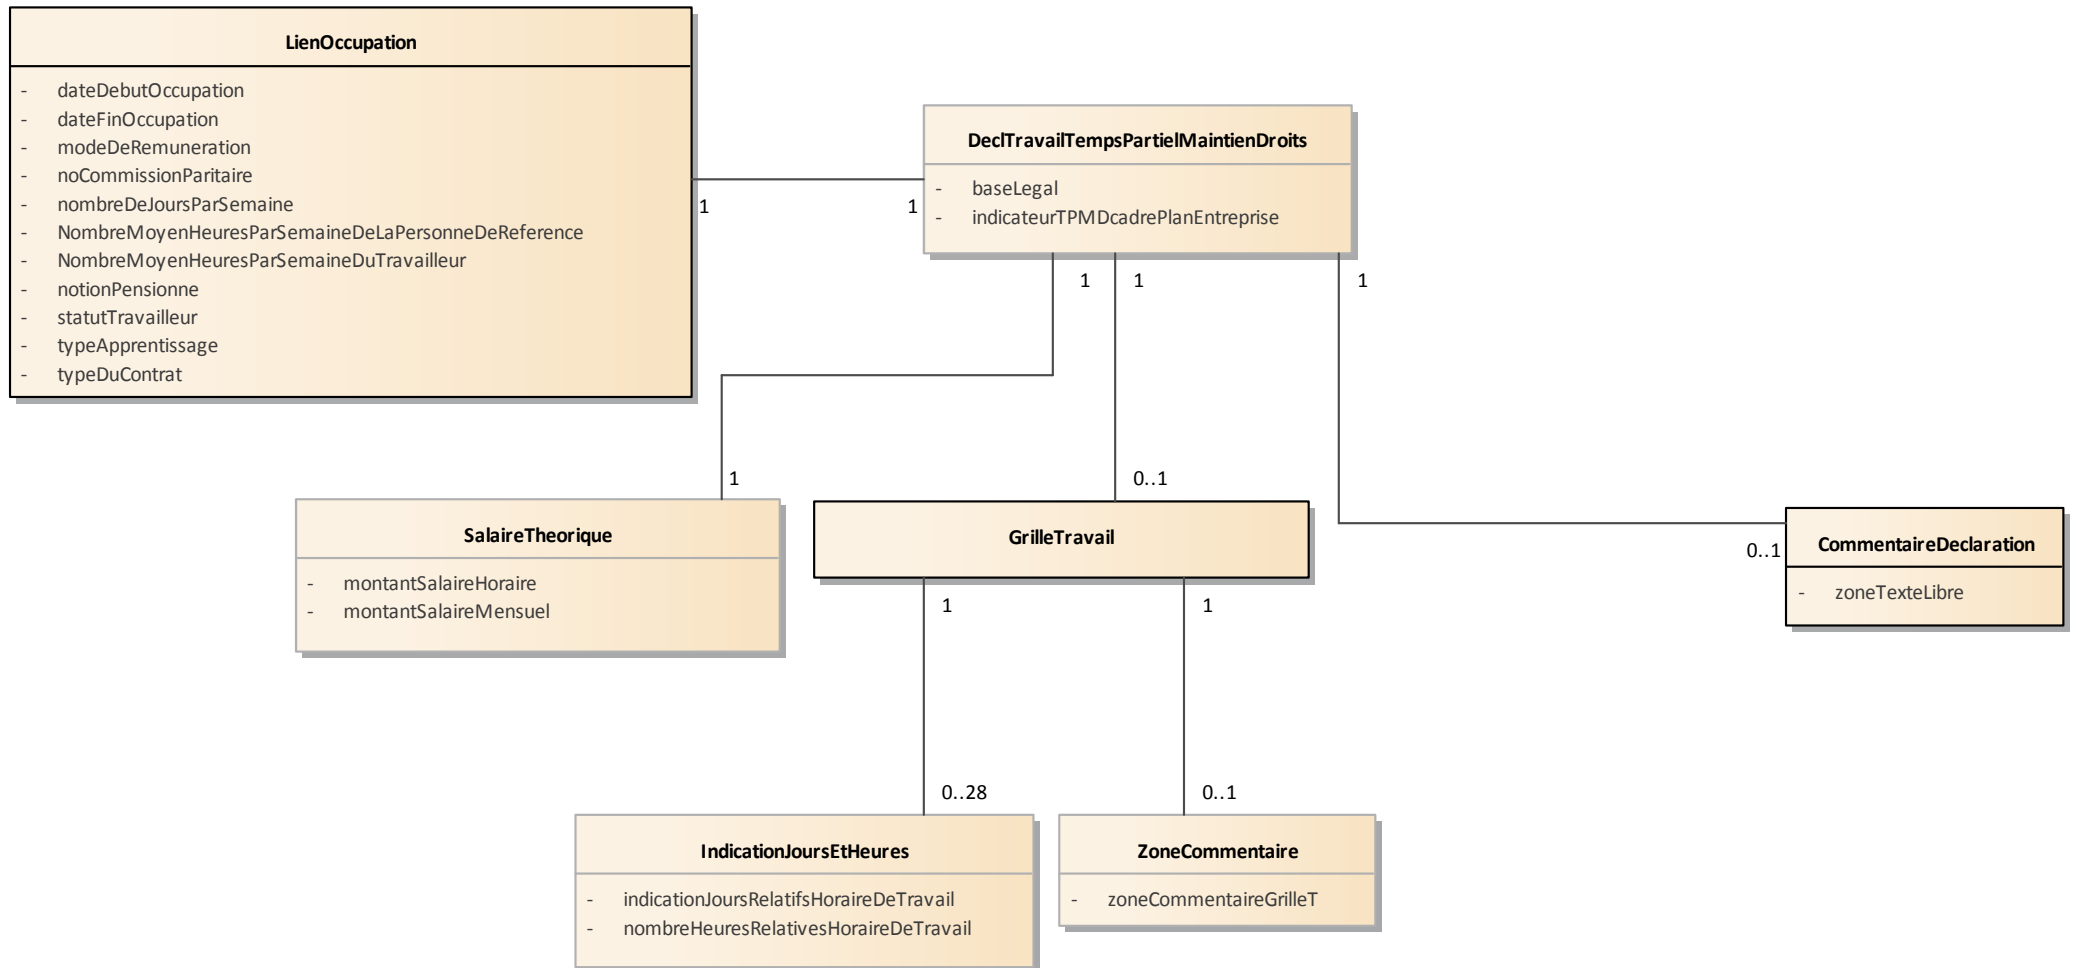 LienOccupation
- dateDebutOccupation
- dateFinOccupation
- modeDeRemuneration
- noCommissionParitaire
- nombreDeJoursParSemaine
- NombreMoyenHeuresParSemaineDeLaPersonneDeReference
- NombreMoyenHeuresParSemaineDuTravailleur
- notionPensionne
- statutTravailleur
- typeApprentissage
- typeDuContrat
DeclTravailTempsPartielMaintienDroits
- baseLegal
- indicateurTPMDcadrePlanEntreprise
1
1
1
1
1
1
0..1
0..1
SalaireTheorique
- montantSalaireHoraire
- montantSalaireMensuel
GrilleTravail
CommentaireDeclaration
- zoneTexteLibre
1
1
0..28
0..1
IndicationJoursEtHeures
- indicationJoursRelatifsHoraireDeTravail
- nombreHeuresRelativesHoraireDeTravail
ZoneCommentaire
- zoneCommentaireGrilleT